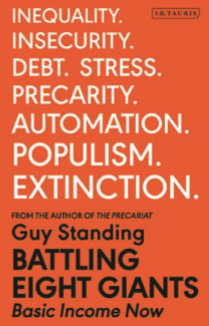 I.B.TAURIS
INEQUALITY.
INSECURITY.
DEBT. STRESS.
PRECARITY.
AUTOMATION.
POPULISM.
EXTINCTION.
FROM THE AUTHOR OF THE PRECARIAT
Guy Standing
BATTLING
EIGHT GIANTS
Basic Income Now